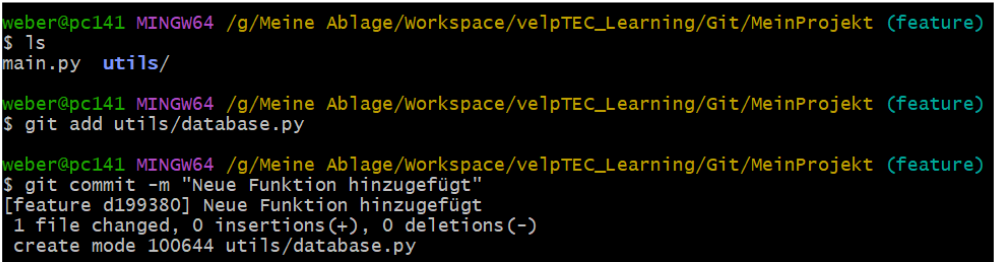 weber@pc141 MINGW64 /g/Meine Ablage/Workspace/velpTEC_Learning/Git/MeinProjekt (feature)
$ ls
main.py  utils/
weber@pc141 MINGW64 /g/Meine Ablage/Workspace/velpTEC_Learning/Git/MeinProjekt (feature)
$ git add utils/database.py
weber@pc141 MINGW64 /g/Meine Ablage/Workspace/velpTEC_Learning/Git/MeinProjekt (feature)
$ git commit -m "Neue Funktion hinzugefügt"
[feature d199380] Neue Funktion hinzugefügt
 1 file changed, 0 insertions(+), 0 deletions(-)
 create mode 100644 utils/database.py